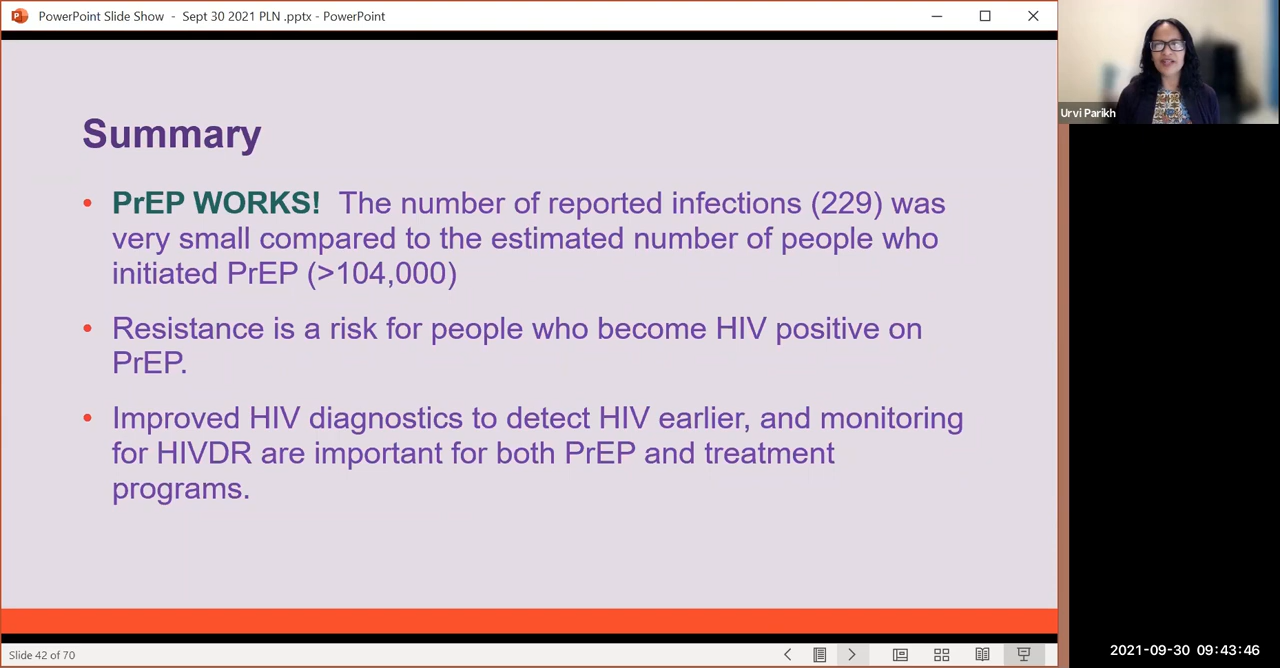 PowerPoint Slide Show - Sept 30 2021 PLN .pptx - PowerPoint
Urvi Parikh
Summary
• PrEP WORKS! The number of reported infections (229) was
very small compared to the estimated number of people who
initiated PrEP (>104,000)
• Resistance is a risk for people who become HIV positive on
PrEP.
• Improved HIV diagnostics to detect HIV earlier, and monitoring
for HIVDR are important for both PrEP and treatment
programs.
Slide 42 of 70
2021-09-30 09:43:46